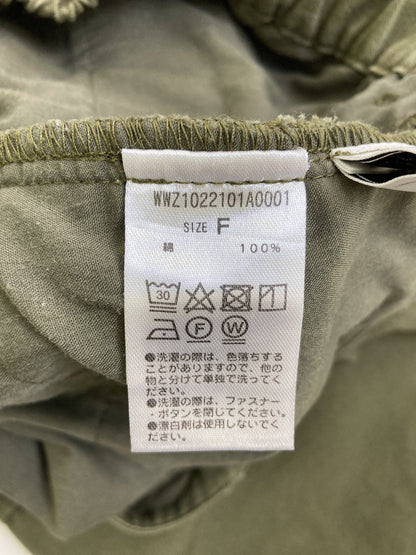 WWZ1022101A0001
SIZE F
綿 100%
30
F W
●洗濯の際は、色落ちする
ことがありますので、他の
物と分けて単独で洗ってく
ださい。
●洗濯の際は、ファスナー
・ボタンを閉じてください。
●漂白剤は使用しないでく
ださい。